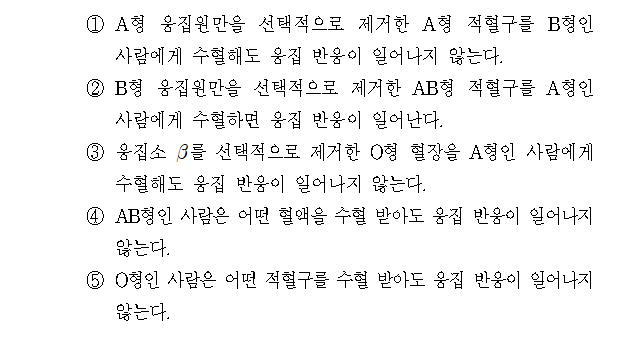 ① A형 응집원만을 선택적으로 제거한 A형 적혈구를 B형인
사람에게 수혈해도 응집 반응이 일어나지 않는다.
② B형 응집원만을 선택적으로 제거한 AB형 적혈구를 A형인
사람에게 수혈하면 응집 반응이 일어난다.
③ 응집소 β를 선택적으로 제거한 O형 혈장을 A형인 사람에게
수혈해도 응집 반응이 일어나지 않는다.
④ AB형인 사람은 어떤 혈액을 수혈 받아도 응집 반응이 일어나지
않는다.
⑤ O형인 사람은 어떤 적혈구를 수혈 받아도 응집 반응이 일어나지
않는다.